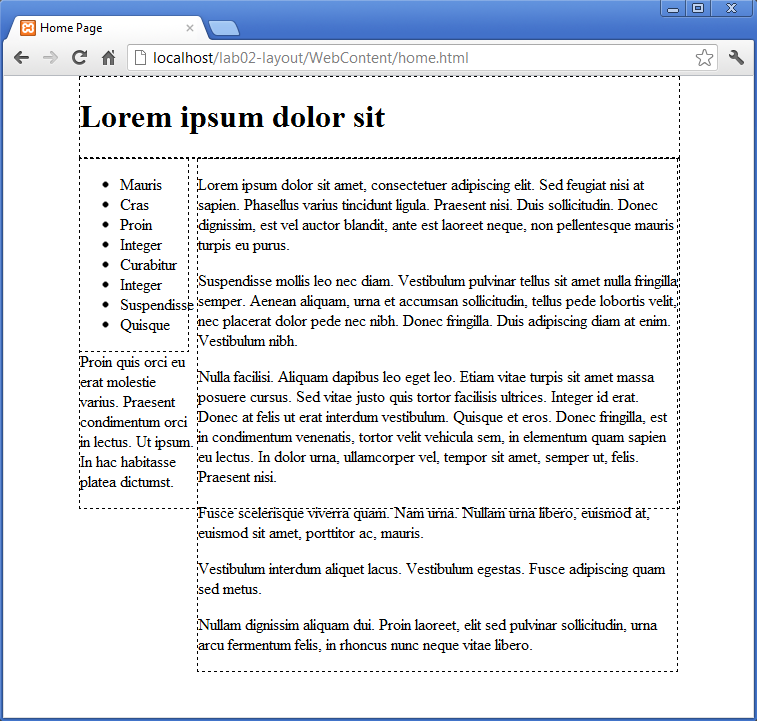 Home Page
localhost/lab02-layout/WebContent/home.html
Lorem ipsum dolor sit
Mauris
Cras
Proin
Integer
Curabitur
Integer
Suspendisse
Quisque
Proin quis orci eu
erat molestie
varius. Praesent
condimentum orci
in lectus. Ut ipsum.
In hac habitasse
platea dictumst.
Lorem ipsum dolor sit amet, consectetuer adipiscing elit. Sed feugiat nisi at
sapien. Phasellus varius tincidunt ligula. Praesent nisi. Duis sollicitudin. Donec
dignissim, est vel auctor blandit, ante est laoreet neque, non pellentesque mauris
turpis eu purus.
Suspendisse mollis leo nec diam. Vestibulum pulvinar tellus sit amet nulla fringilla
semper. Aenean aliquam, urna et accumsan sollicitudin, tellus pede lobortis velit,
nec placerat dolor pede nec nibh. Donec fringilla. Duis adipiscing diam at enim.
Vestibulum nibh.
Nulla facilisi. Aliquam dapibus leo eget leo. Etiam vitae turpis sit amet massa
posuere cursus. Sed vitae justo quis tortor facilisis ultrices. Integer id erat.
Donec at felis ut erat interdum vestibulum. Quisque et eros. Donec fringilla, est
in condimentum venenatis, tortor velit vehicula sem, in elementum quam sapien
eu lectus. In dolor urna, ullamcorper vel, tempor sit amet, semper ut, felis.
Praesent nisi.
Fusce scelerisque viverra quam. Nam urna. Nullam urna libero, euismod at,
euismod sit amet, porttitor ac, mauris.
Vestibulum interdum aliquet lacus. Vestibulum egestas. Fusce adipiscing quam
sed metus.
Nullam dignissim aliquam dui. Proin laoreet, elit sed pulvinar sollicitudin, urna
arcu fermentum felis, in rhoncus nunc neque vitae libero.